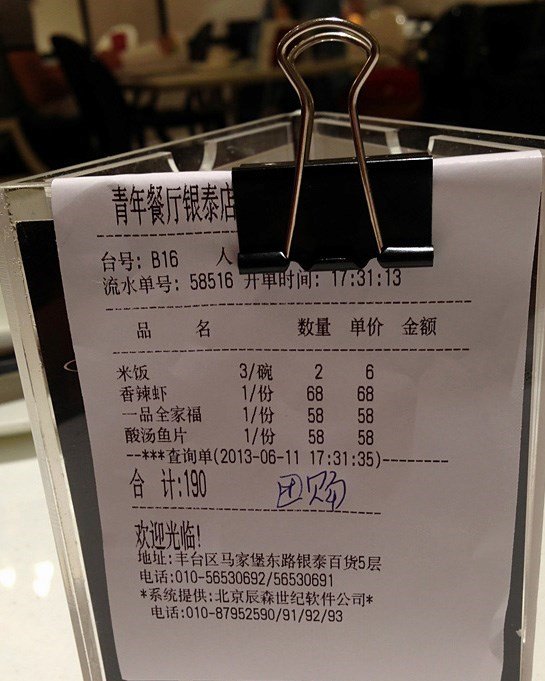 青年餐厅银泰店
台号: B16 人
流水单号: 58516 开单时间: 17:31:13
品 名 数量 单价 金额
米饭 3/碗 2 6
香辣虾 1/份 68 68
一品全家福 1/份 58 58
酸汤鱼片 1/份 58 58
--***查询单(2013-06-11 17:31:35)--------
合 计:190 团购
欢迎光临!
地址:丰台区马家堡东路银泰百货5层
电话:010-56530692/56530691
*系统提供:北京辰森世纪软件公司*
电话:010-87952590/91/92/93